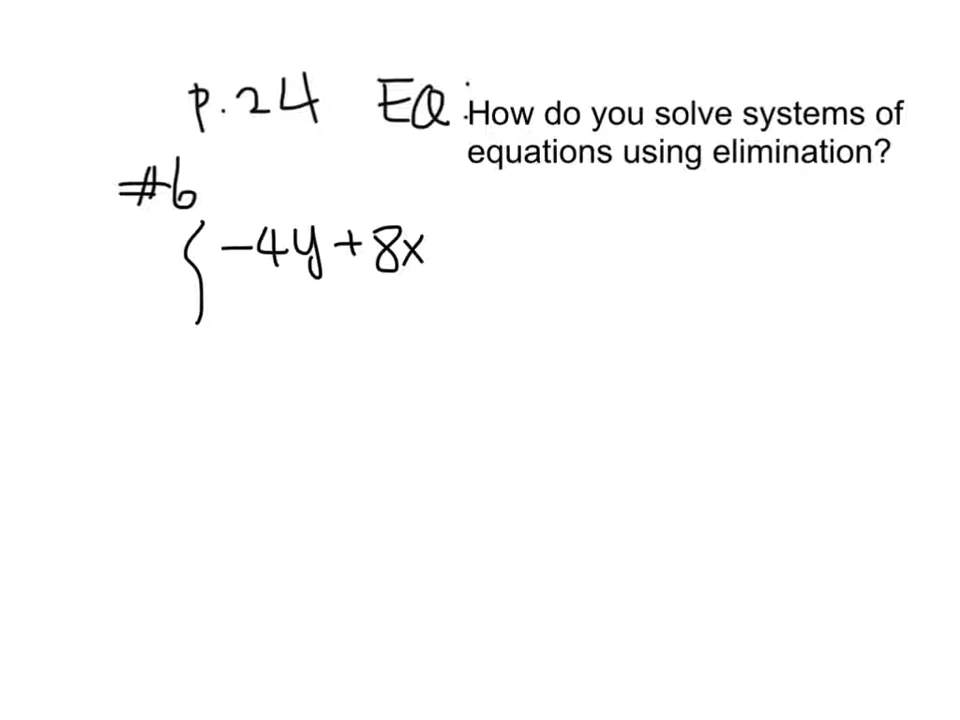 p.24 EQ: How do you solve systems of
equations using elimination?
#6
{ -4y + 8x